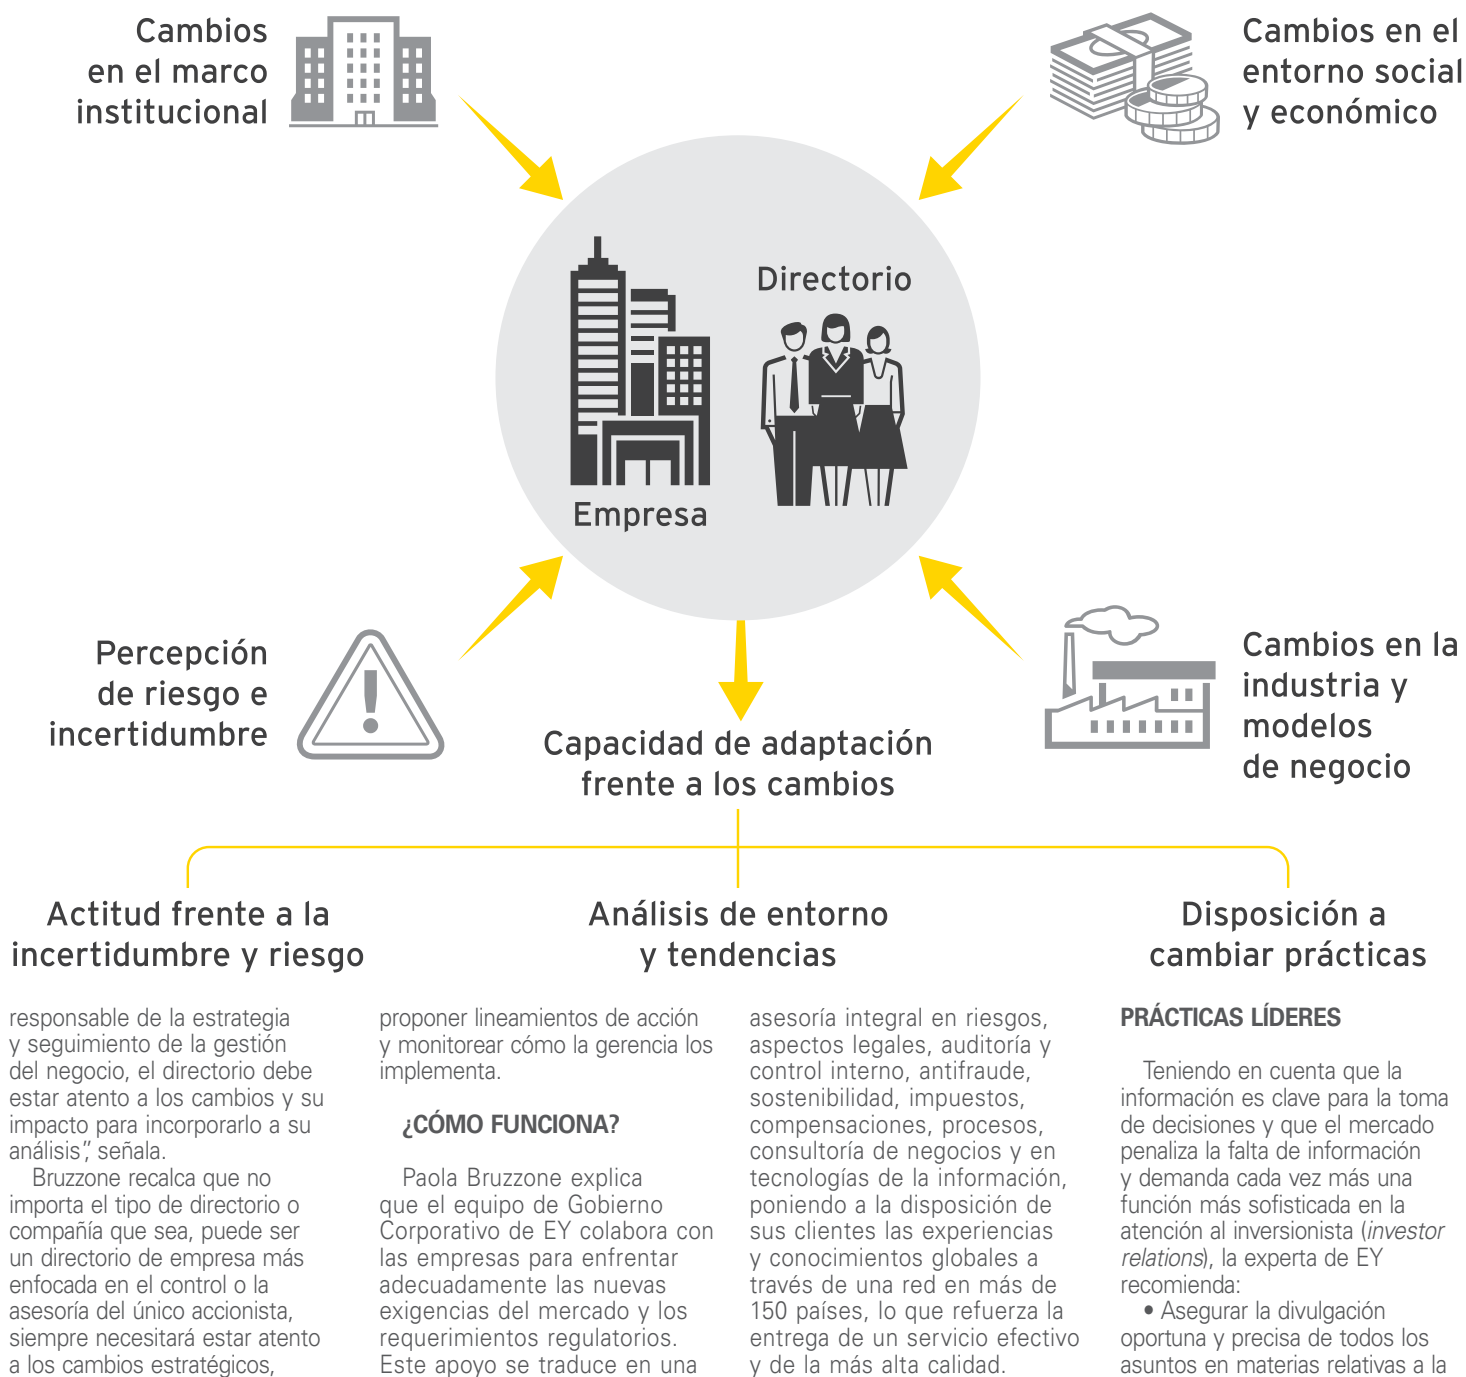 Cambios
en el marco
institucional
Cambios en el
entorno social
y económico
Directorio
Empresa
Percepción
de riesgo e
incertidumbre
Cambios en la
industria y
modelos
de negocio
Capacidad de adaptación
frente a los cambios
Actitud frente a la
incertidumbre y riesgo
Análisis de entorno
y tendencias
Disposición a
cambiar prácticas
responsable de la estrategia
y seguimiento de la gestión
del negocio, el directorio debe
estar atento a los cambios y su
impacto para incorporarlo a su
análisis”, señala.
Bruzzone recalca que no
importa el tipo de directorio o
compañía que sea, puede ser
un directorio de empresa más
enfocada en el control o la
asesoría del único accionista,
siempre necesitará estar atento
a los cambios estratégicos,
proponer lineamientos de acción
y monitorear cómo la gerencia los
implementa.
¿CÓMO FUNCIONA?
Paola Bruzzone explica
que el equipo de Gobierno
Corporativo de EY colabora con
las empresas para enfrentar
adecuadamente las nuevas
exigencias del mercado y los
requerimientos regulatorios.
Este apoyo se traduce en una
asesoría integral en riesgos,
aspectos legales, auditoría y
control interno, antifraude,
sostenibilidad, impuestos,
compensaciones, procesos,
consultoría de negocios y en
tecnologías de la información,
poniendo a la disposición de
sus clientes las experiencias
y conocimientos globales a
través de una red en más de
150 países, lo que refuerza la
entrega de un servicio efectivo
y de la más alta calidad.
PRÁCTICAS LÍDERES
Teniendo en cuenta que la
información es clave para la toma
de decisiones y que el mercado
penaliza la falta de información
y demanda cada vez más una
función más sofisticada en la
atención al inversionista (investor
relations), la experta de EY
recomienda:
• Asegurar la divulgación
oportuna y precisa de todos los
asuntos en materias relativas a la